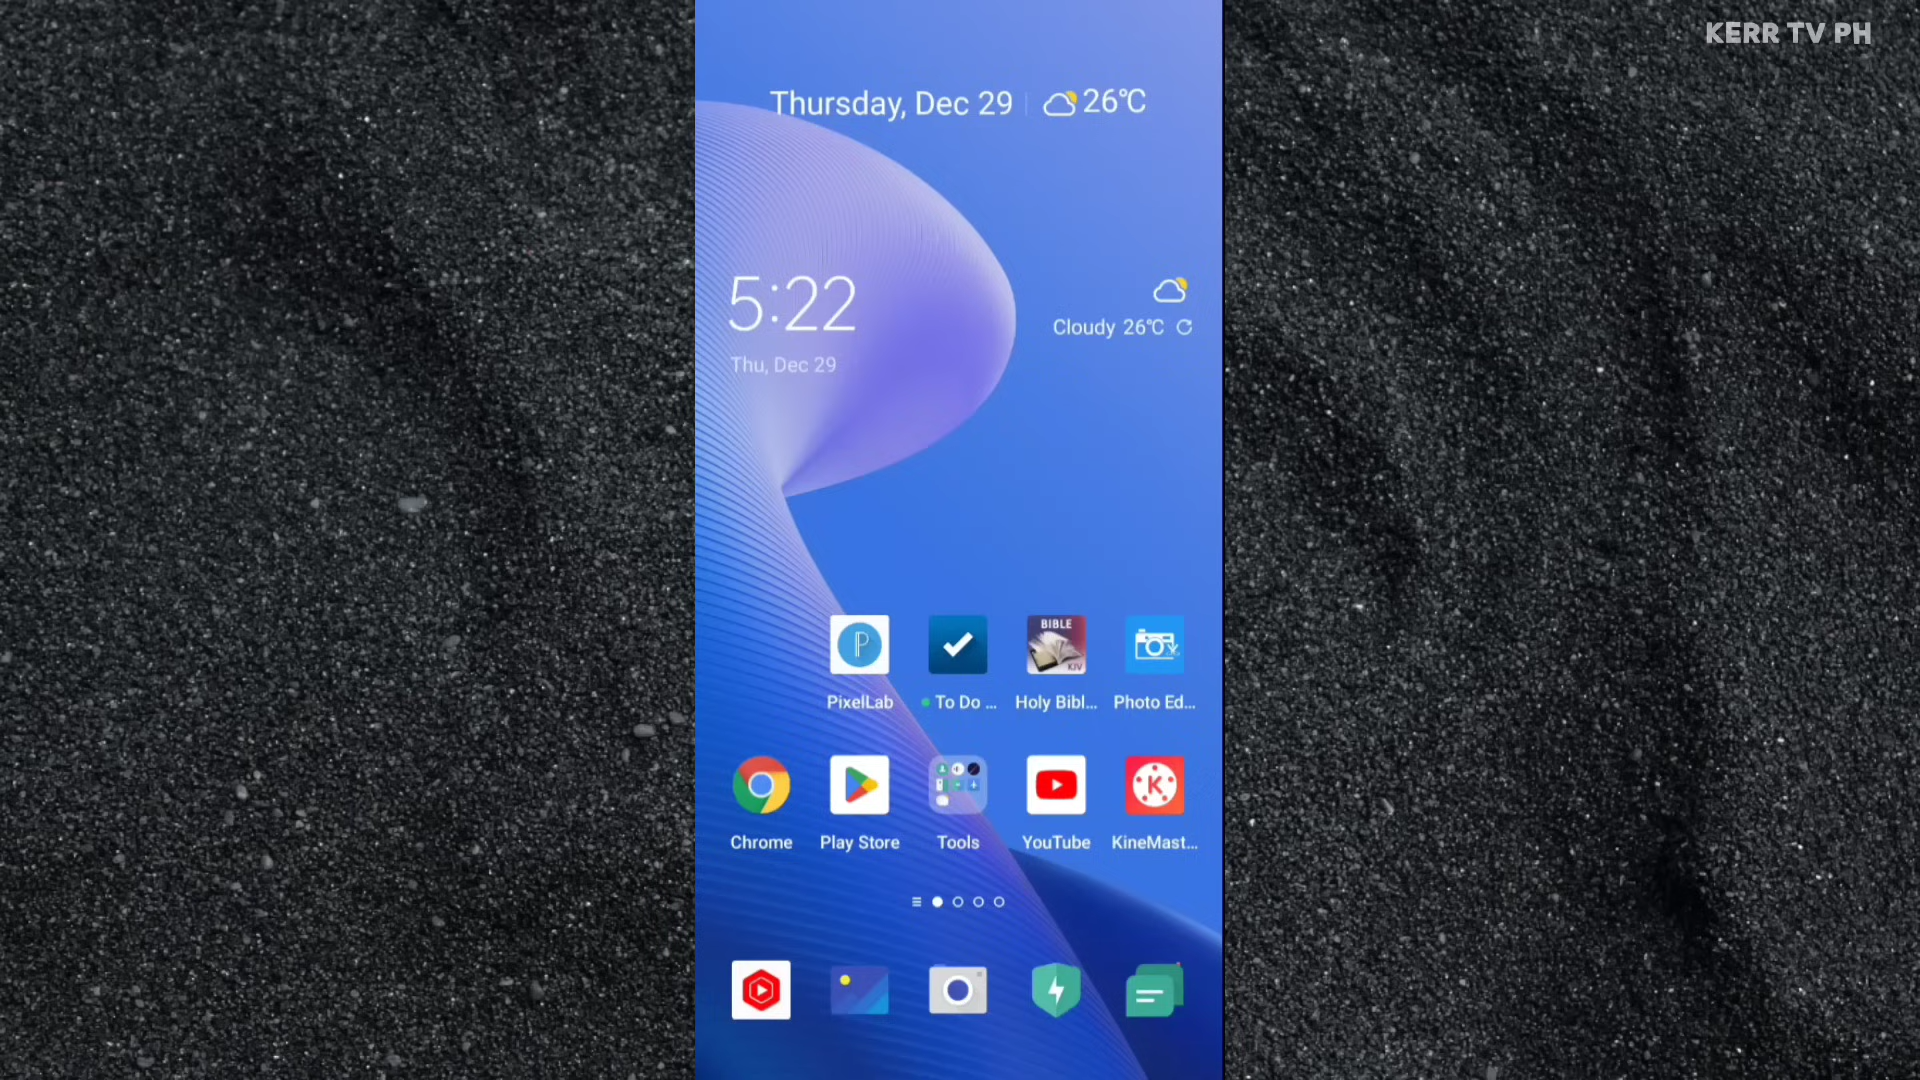 KERR TV PH
Thursday, Dec 29
26°C
5:22
Cloudy 26°C
Thu, Dec 29
BIBLE
KJV
PixelLab
To Do ...
Holy Bibl...
Photo Ed...
Chrome
Play Store
Tools
YouTube
KineMast...